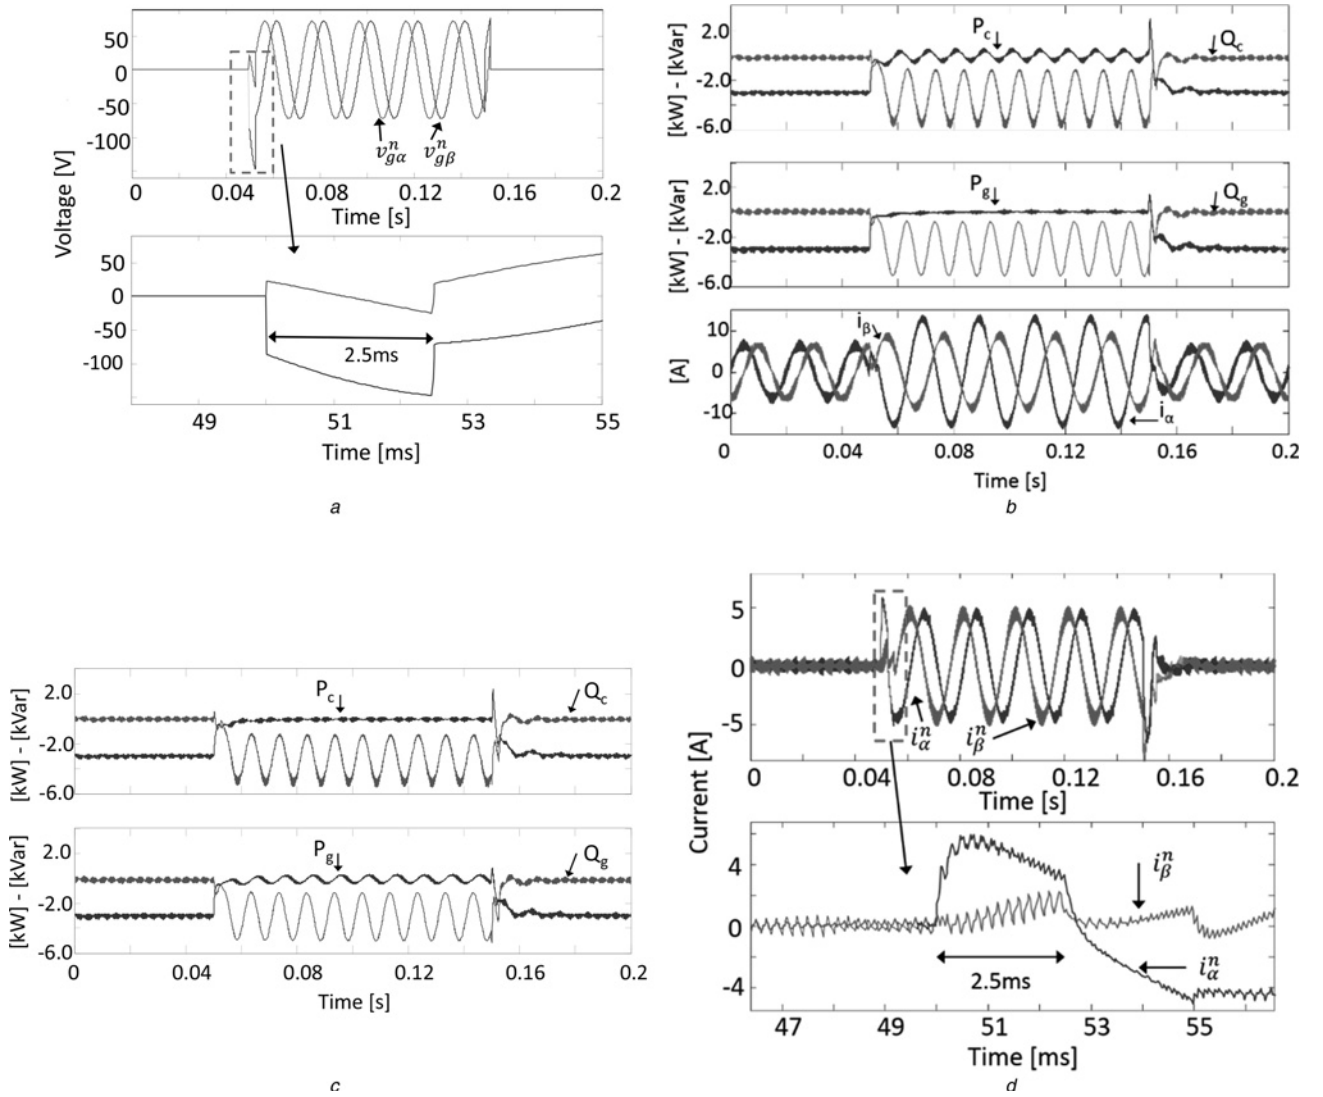 Voltage [V]
50
0
-50
-100
v^n_gα v^n_gβ
0 0.04 0.08 0.12 0.16 0.2
Time [s]
50
0
-50
-100
2.5ms
49 51 53 55
Time [ms]
a
[kW] - [kVar]
2.0
-2.0
-6.0
P_c
Q_c
[kW] - [kVar]
2.0
-2.0
-6.0
P_g
Q_g
[A]
10
0
-10
i_β
i_α
0 0.04 0.08 0.12 0.16 0.2
Time [s]
b
[kW] - [kVar]
2.0
-2.0
-6.0
P_c
Q_c
[kW] - [kVar]
2.0
-2.0
-6.0
P_g
Q_g
0 0.04 0.08 0.12 0.16 0.2
Time [s]
c
Current [A]
5
0
-5
i^n_α i^n_β
0 0.04 0.08 0.12 0.16 0.2
Time [s]
4
0
-4
i^n_β
i^n_α
2.5ms
47 49 51 53 55
Time [ms]
d